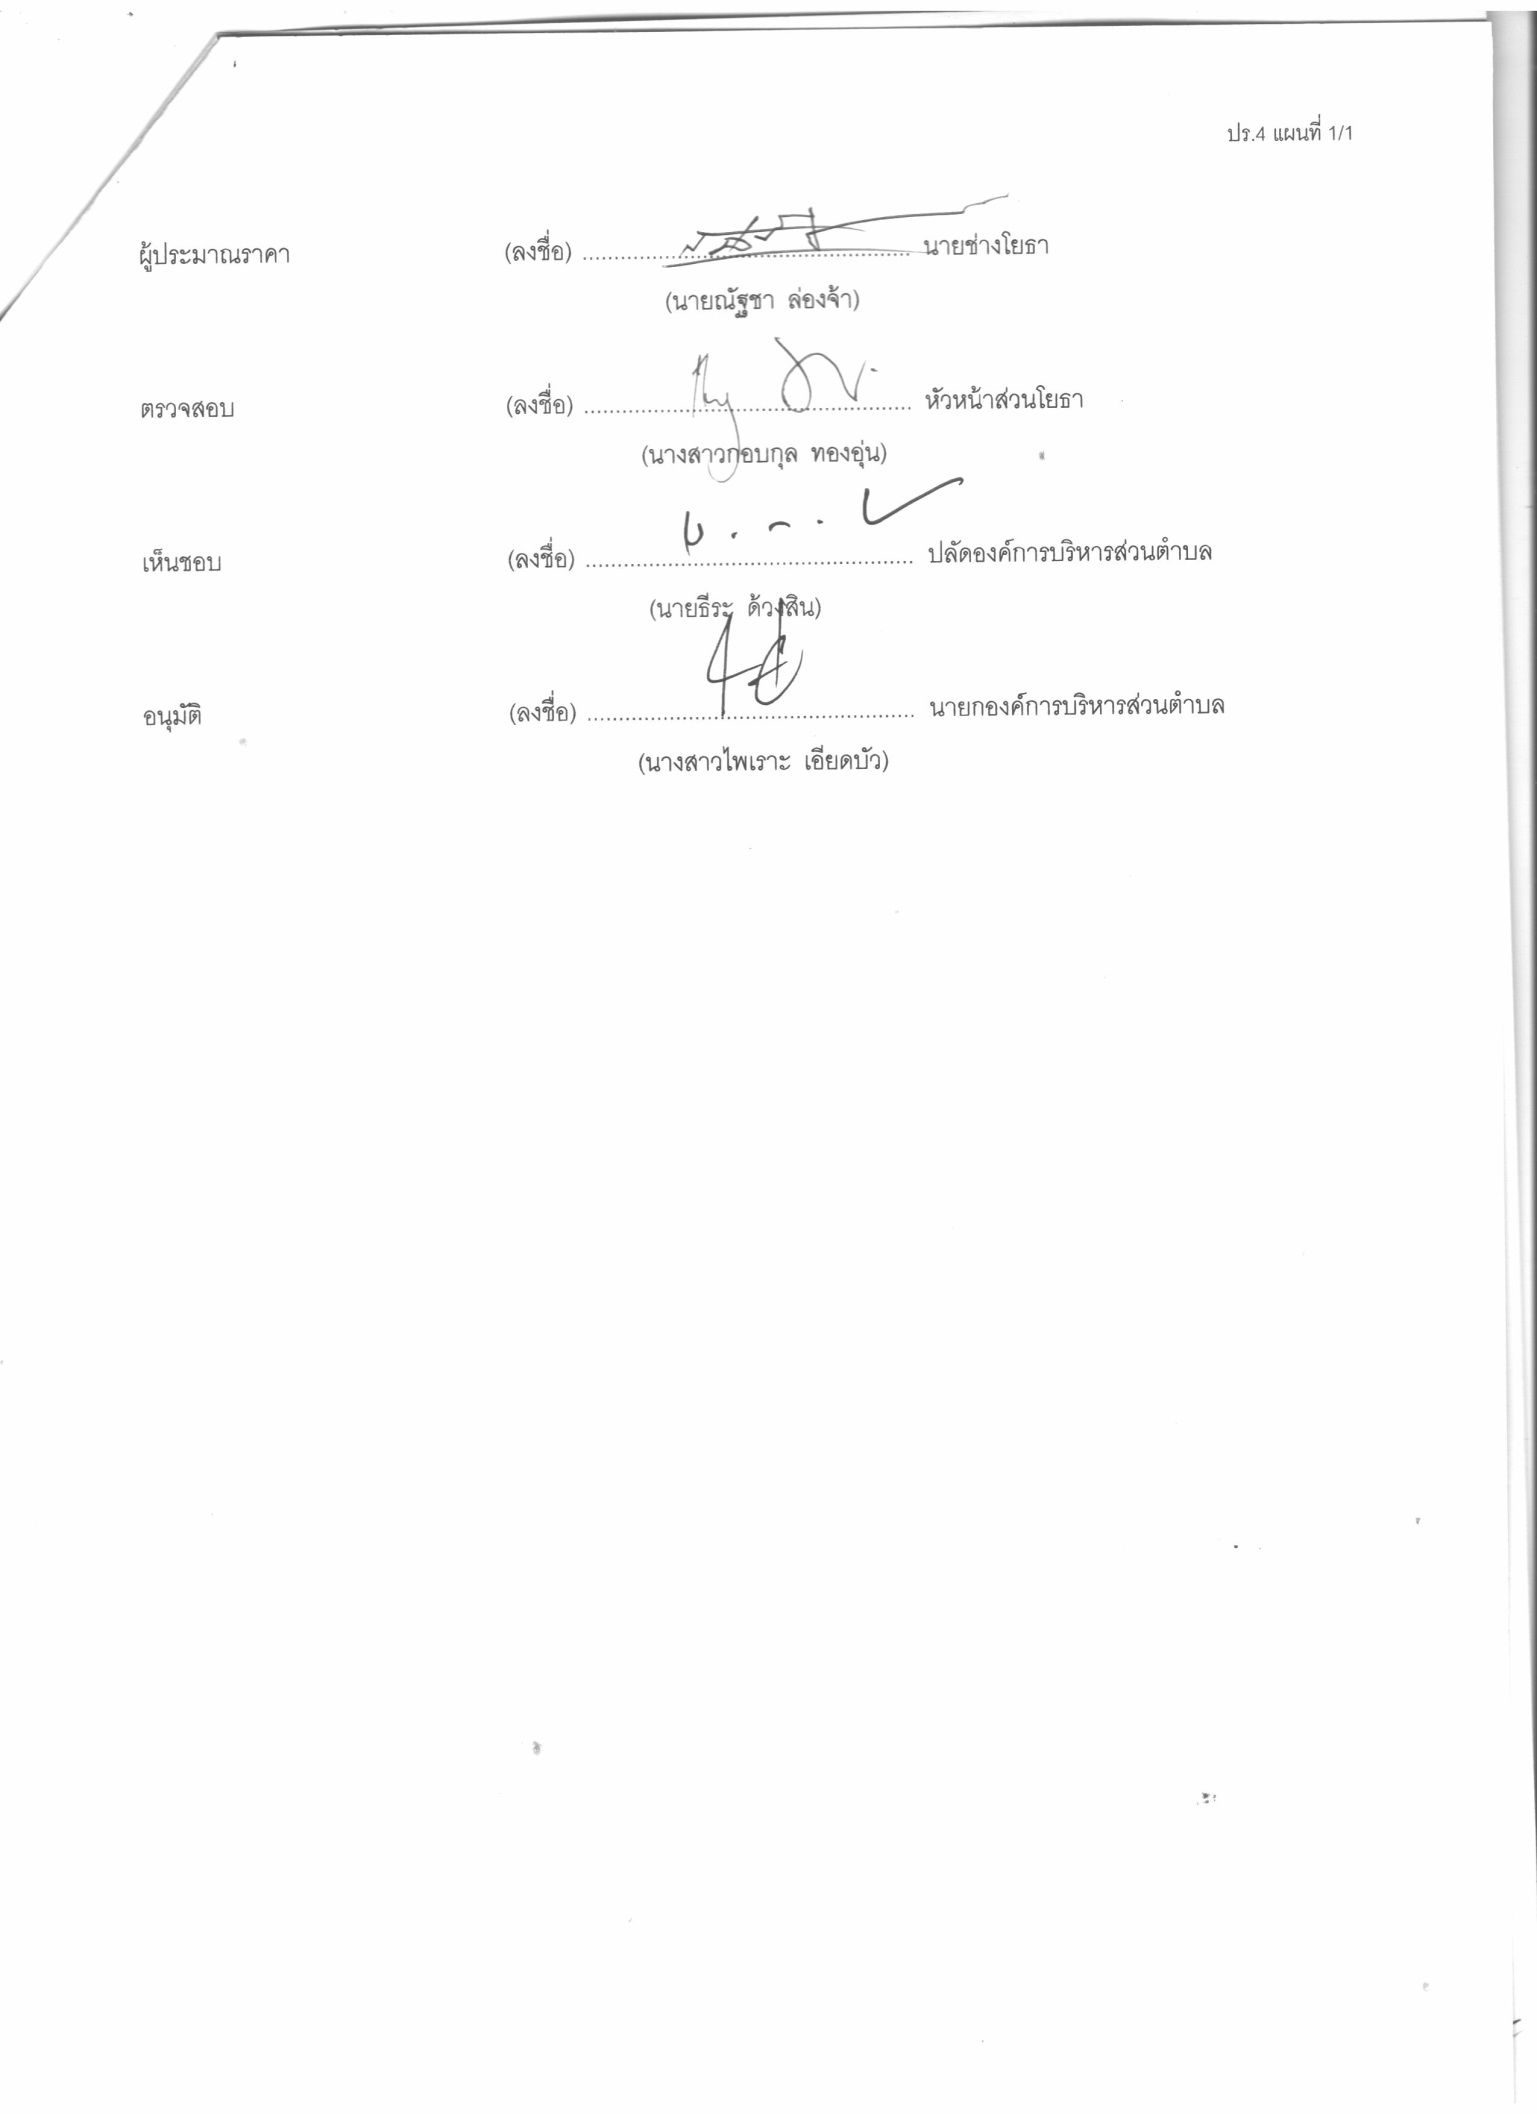 ปร.4 แผนที่ 1/1
ผู้ประมาณราคา (ลงชื่อ) .................................................... นายช่างโยธา
(นายณัฐชา ล่องจ้า)
ตรวจสอบ (ลงชื่อ) .................................................... หัวหน้าส่วนโยธา
(นางสาวกอบกุล ทองอุ่น)
เห็นชอบ (ลงชื่อ) .................................................... ปลัดองค์การบริหารส่วนตำบล
(นายธีระ ด้วงสิน)
อนุมัติ (ลงชื่อ) .................................................... นายกองค์การบริหารส่วนตำบล
(นางสาวไพเราะ เอียดบัว)